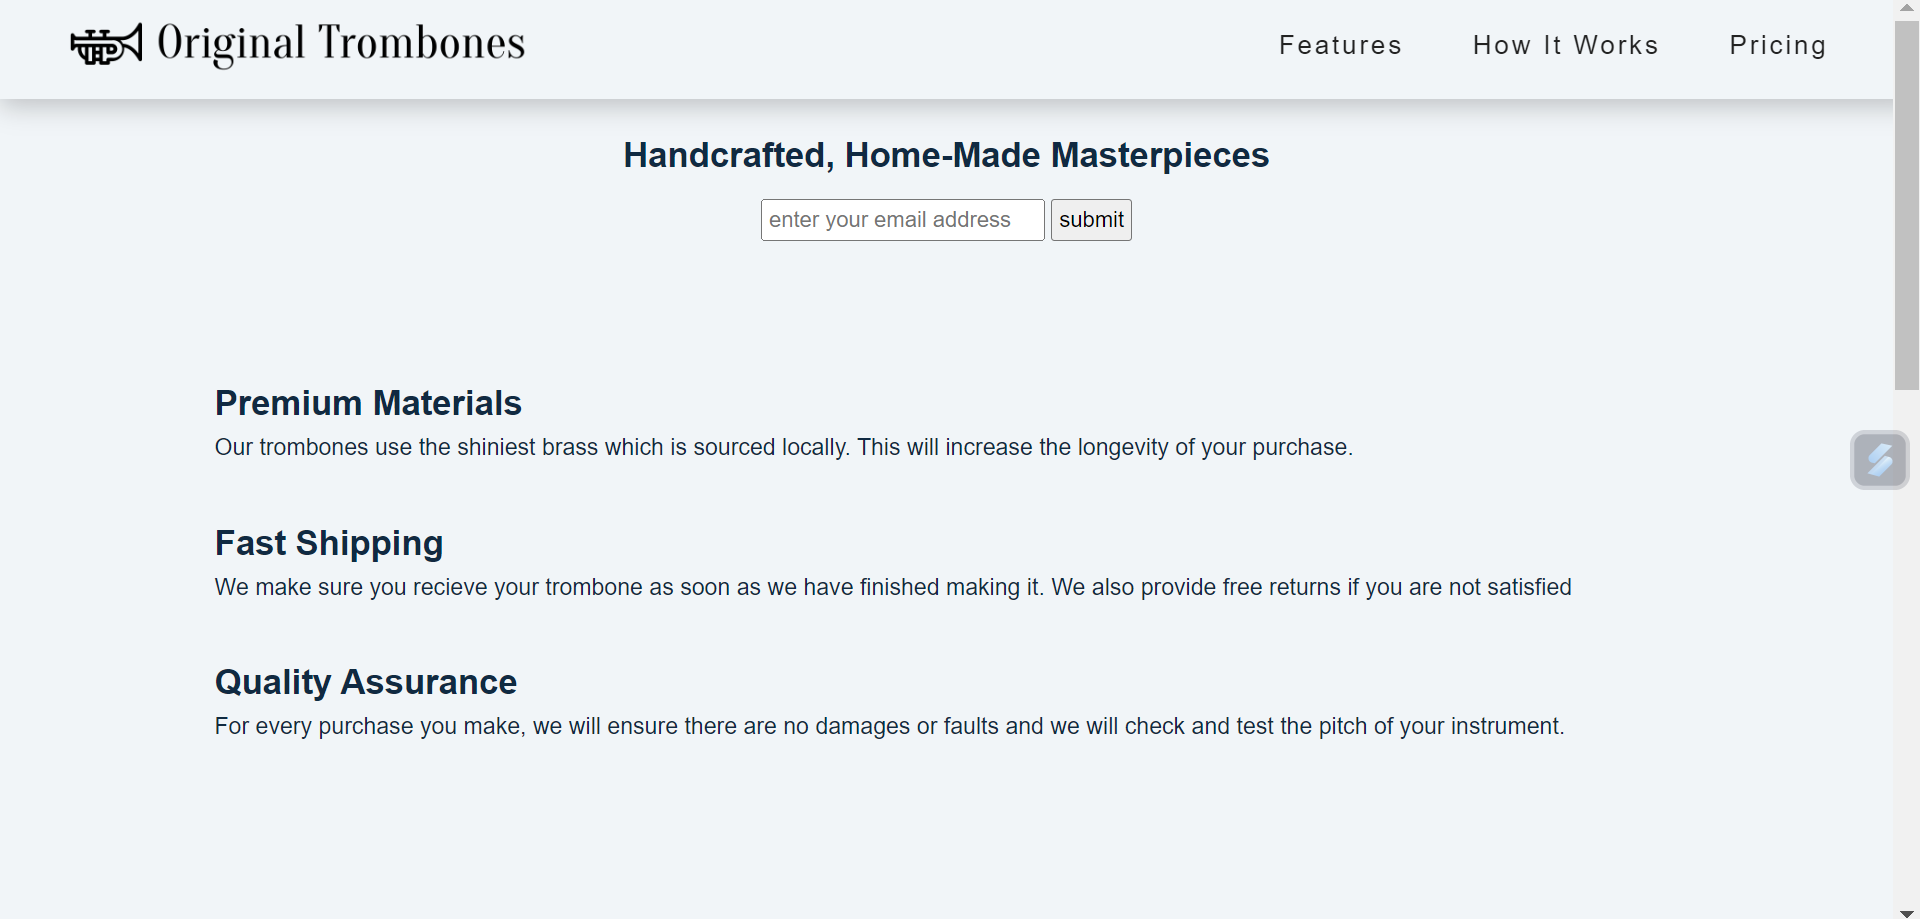 Original Trombones
Features
How It Works
Pricing
Handcrafted, Home-Made Masterpieces
enter your email address
submit
Premium Materials
Our trombones use the shiniest brass which is sourced locally. This will increase the longevity of your purchase.
Fast Shipping
We make sure you recieve your trombone as soon as we have finished making it. We also provide free returns if you are not satisfied
Quality Assurance
For every purchase you make, we will ensure there are no damages or faults and we will check and test the pitch of your instrument.